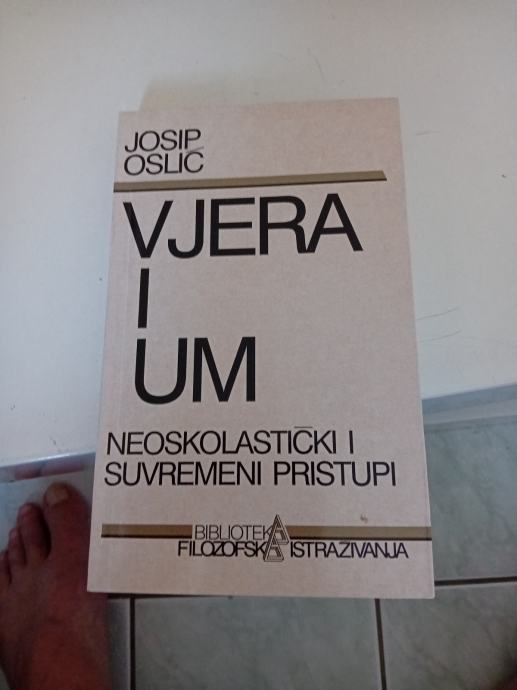 JOSIP
OSLIĆ
VJERA
I
UM
NEOSKOLASTIČKI I
SUVREMENI PRISTUPI
BIBLIOTEKA
FILOZOFSKA ISTRAŽIVANJA